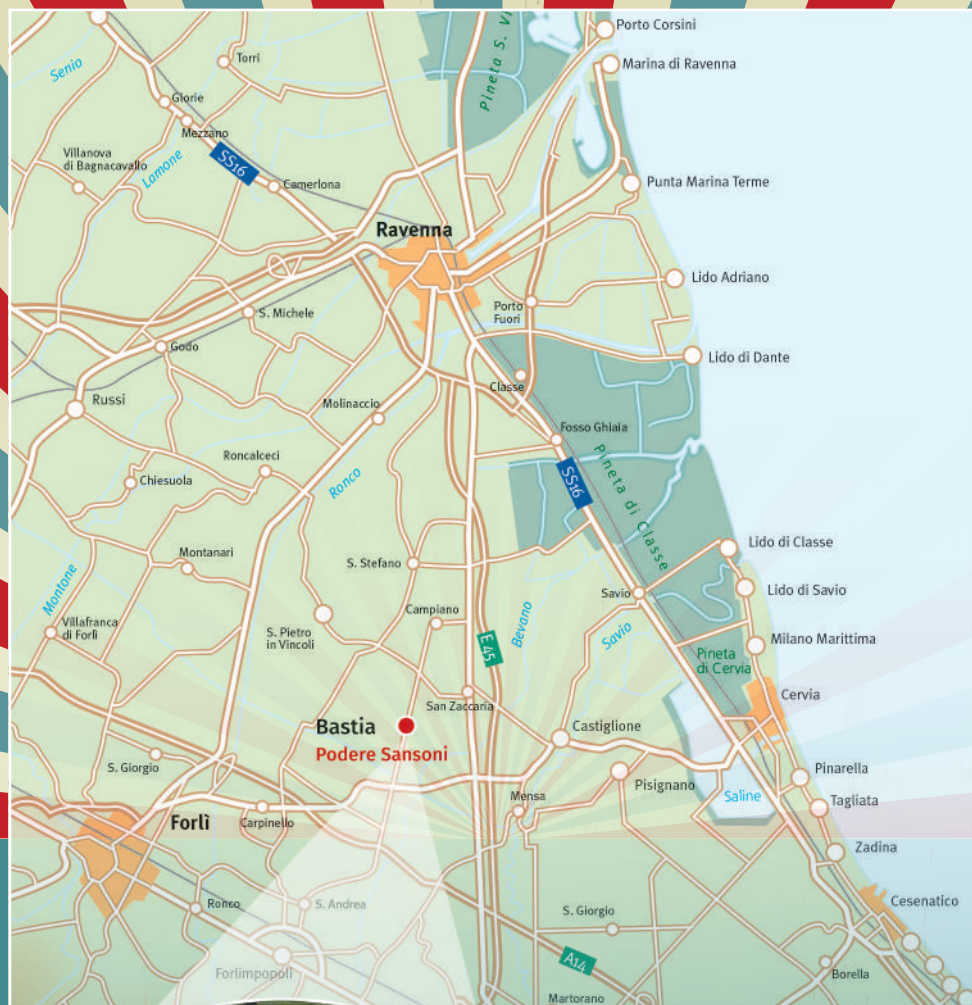 Porto Corsini
Pineta S. Vi
Marina di Ravenna
Torri
Senio
Glorie
Mezzano
Villanova
di Bagnacavallo
Lamone
SS16
Camerlona
Punta Marina Terme
Ravenna
Lido Adriano
Porto
Fuori
S. Michele
Godo
Lido di Dante
Classe
Russi
Molinaccio
Fosso Ghiaia
Roncalceci
Chiesuola
Ronco
SS16
Pineta di Classe
Lido di Classe
Montanari
S. Stefano
Montone
Savio
Lido di Savio
Campiano
Bevano
Villafranca
di Forlì
S. Pietro
in Vincoli
E 45
Savio
Milano Marittima
Pineta
di Cervia
Cervia
San Zaccaria
Bastia
Castiglione
Podere Sansoni
S. Giorgio
Pisignano
Pinarella
Mensa
Saline
Tagliata
Forlì
Carpinello
Zadina
Ronco
S. Andrea
S. Giorgio
Cesenatico
Forlimpopoli
A14
Borella
Martorano